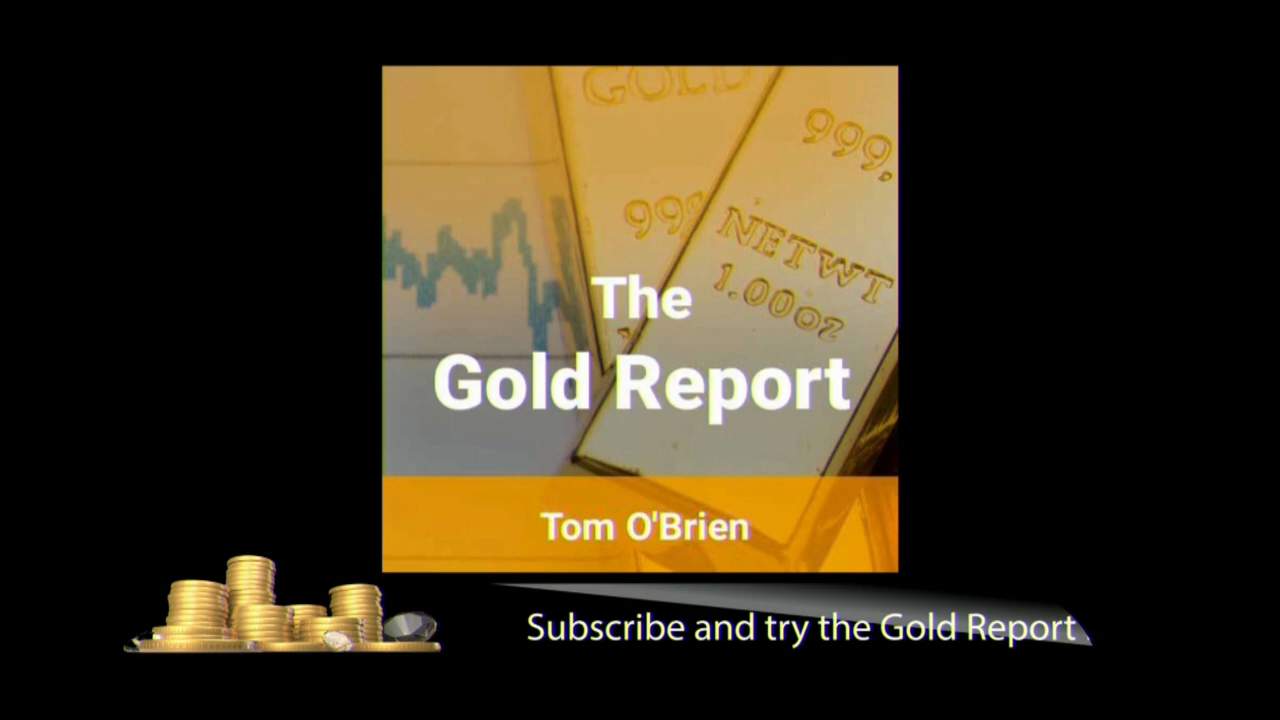 GOLD
999.
999
NETWT
1.00oz
The
Gold Report
Tom O'Brien
Subscribe and try the Gold Report